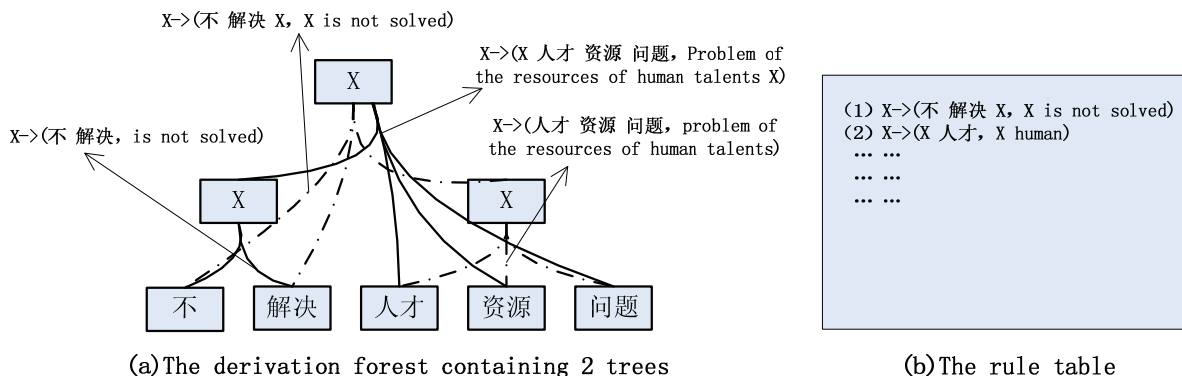 X->(不 解决 X, X is not solved)
X->(X 人才 资源 问题, Problem of
the resources of human talents X)
X
X->(人才 资源 问题, problem of
the resources of human talents)
X->(不 解决, is not solved)
X
X
不
解决
人才
资源
问题
(a)The derivation forest containing 2 trees
(1) X->(不 解决 X, X is not solved)
(2) X->(X 人才, X human)
… …
… …
… …
(b)The rule table